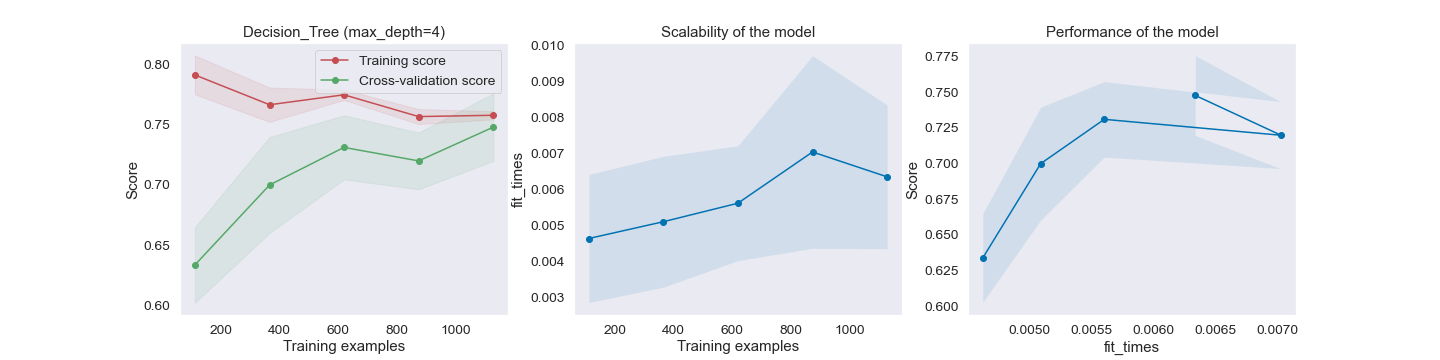 Decision_Tree (max_depth=4)
Training score
Cross-validation score
Score
0.80
0.75
0.70
0.65
0.60
200 400 600 800 1000
Training examples
Scalability of the model
fit_times
0.010
0.009
0.008
0.007
0.006
0.005
0.004
0.003
200 400 600 800 1000
Training examples
Performance of the model
Score
0.775
0.750
0.725
0.700
0.675
0.650
0.625
0.600
0.0050 0.0055 0.0060 0.0065 0.0070
fit_times